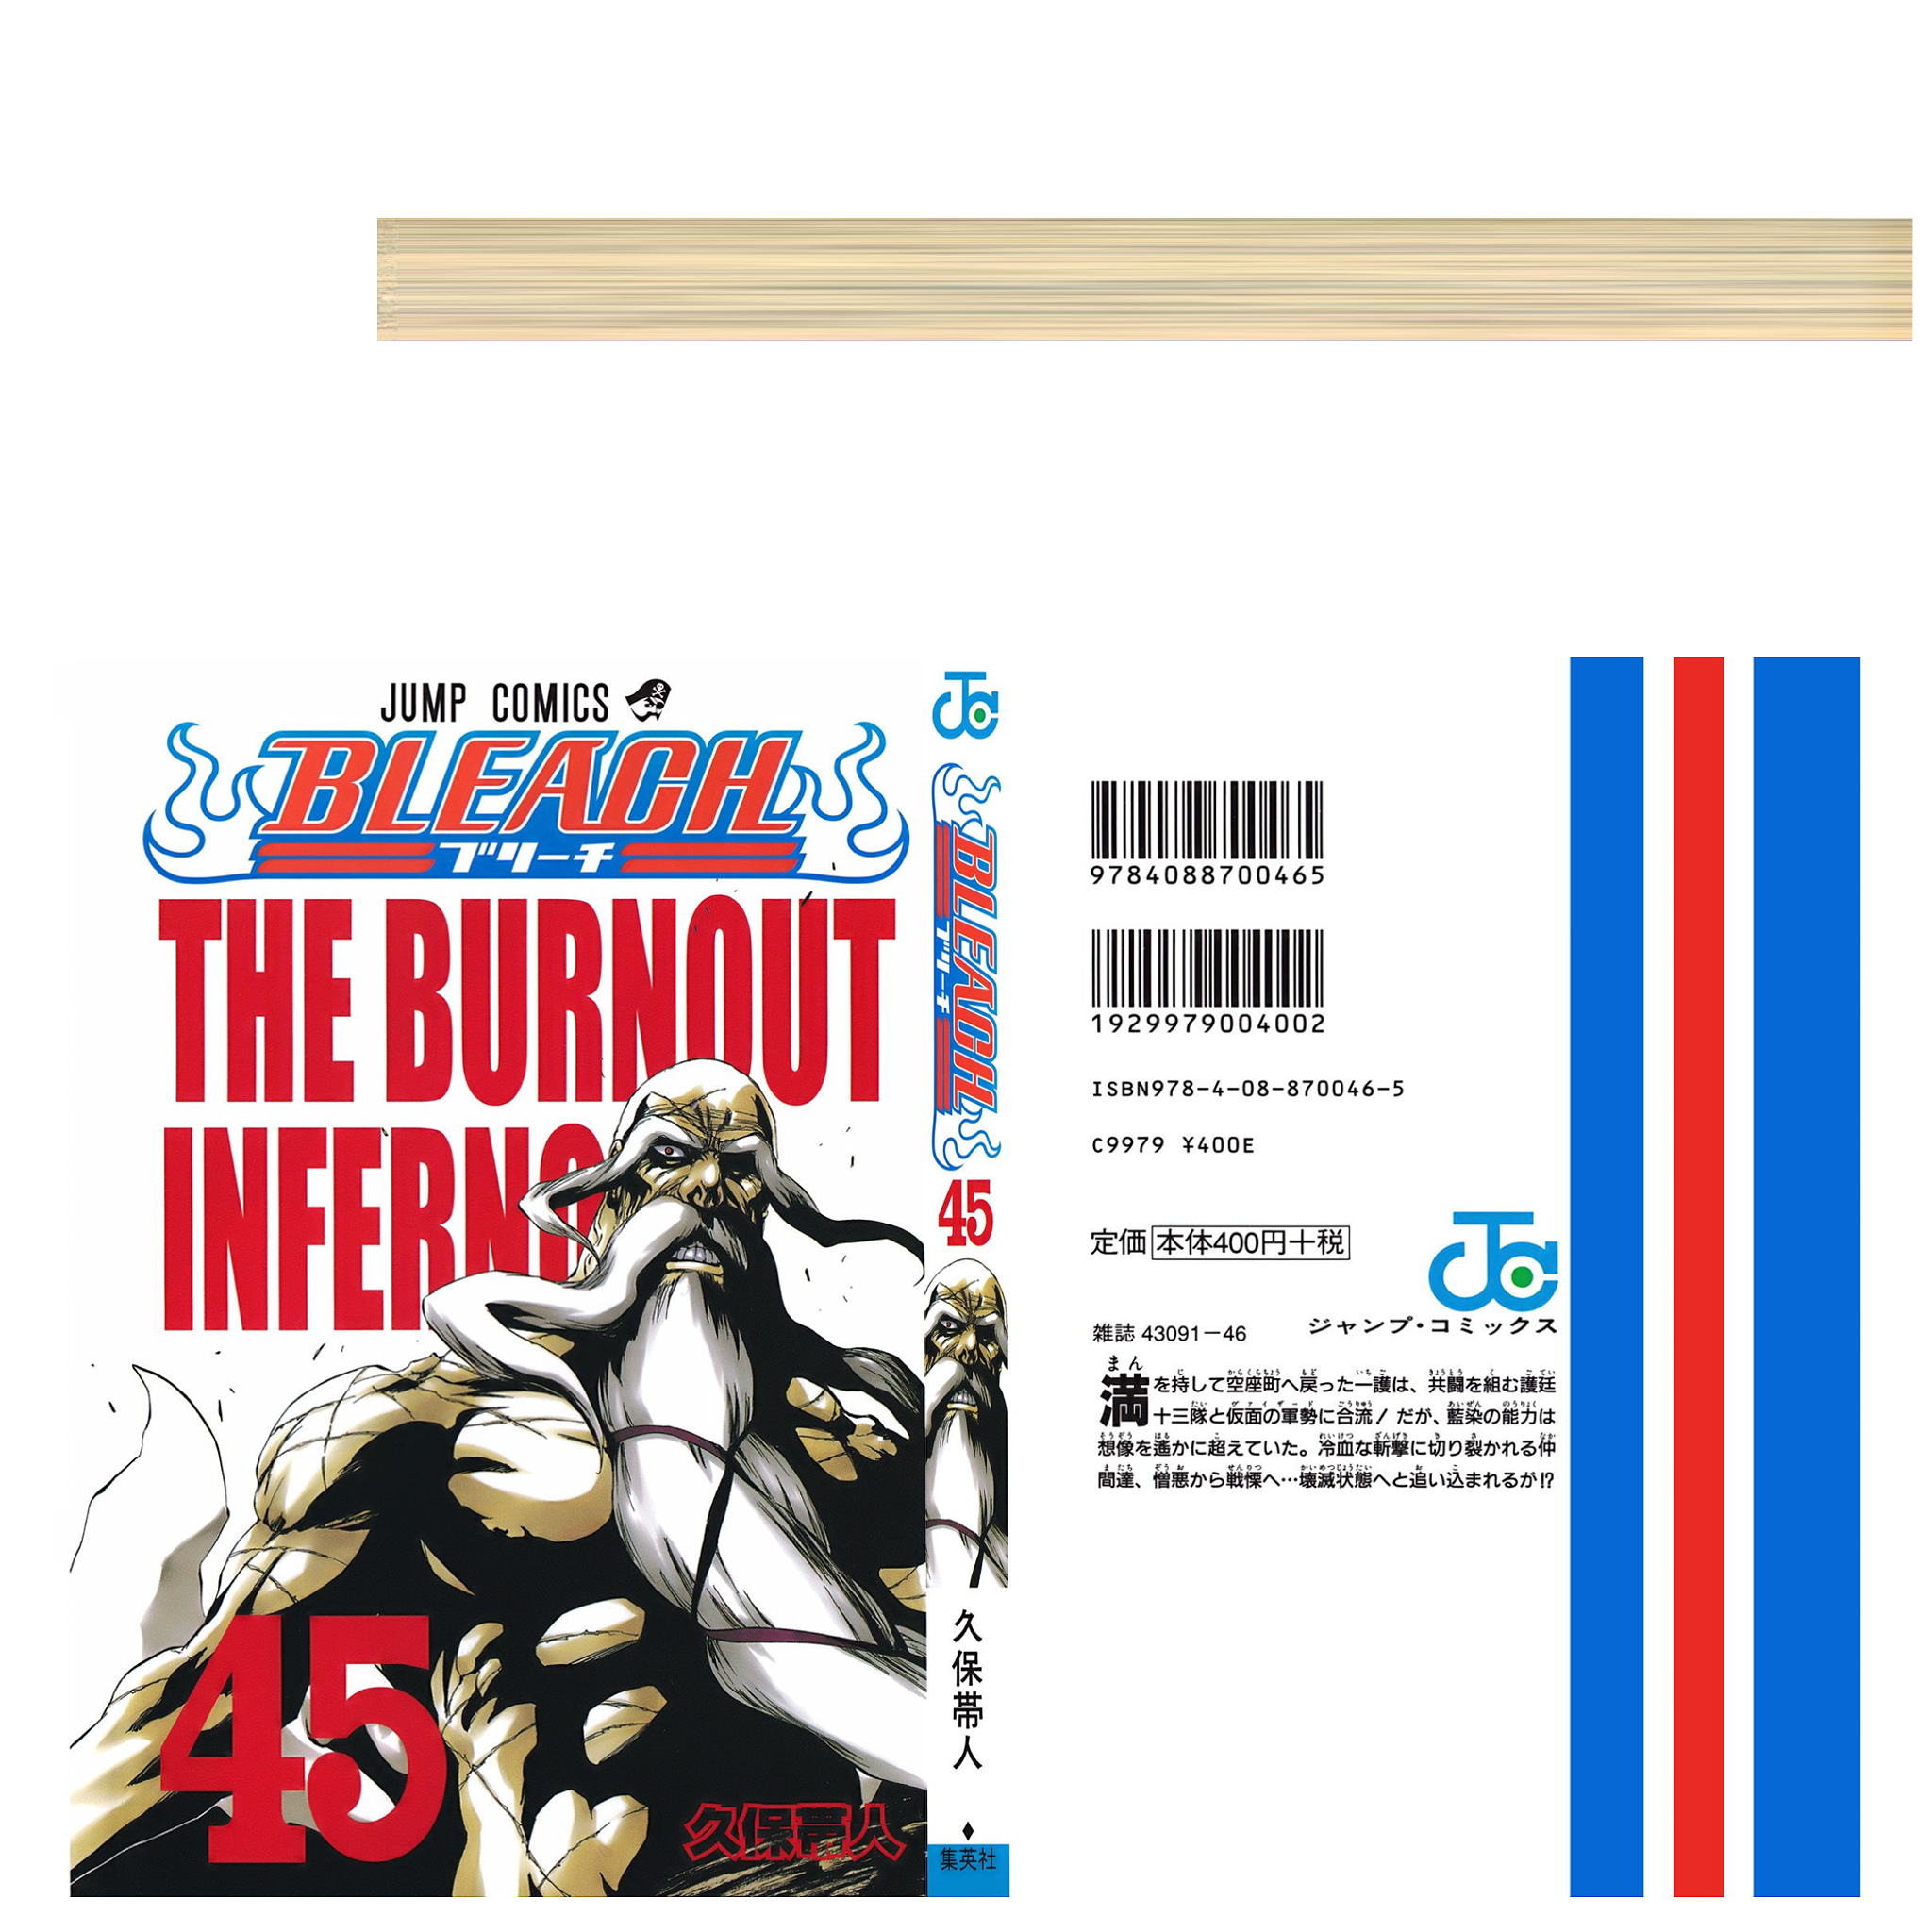 JUMP COMICS
BLEACH
ブリーチ
THE BURNOUT
INFERNO
45
久保帯人
JC
BLEACH
ブリーチ
45
久保帯人
集英社
9784088700465
1929979004002
ISBN978-4-08-870046-5
C9979 ¥400E
定価 本体400円+税
JC
ジャンプ・コミックス
雑誌 43091-46
満を持して空座町へ戻った一護は、共闘を組む護廷
十三隊と仮面の軍勢に合流! だが、藍染の能力は
想像を遙かに超えていた。冷血な斬撃に切り裂かれる仲
間達、憎悪から戦慄へ…壊滅状態へと追い込まれるが!?